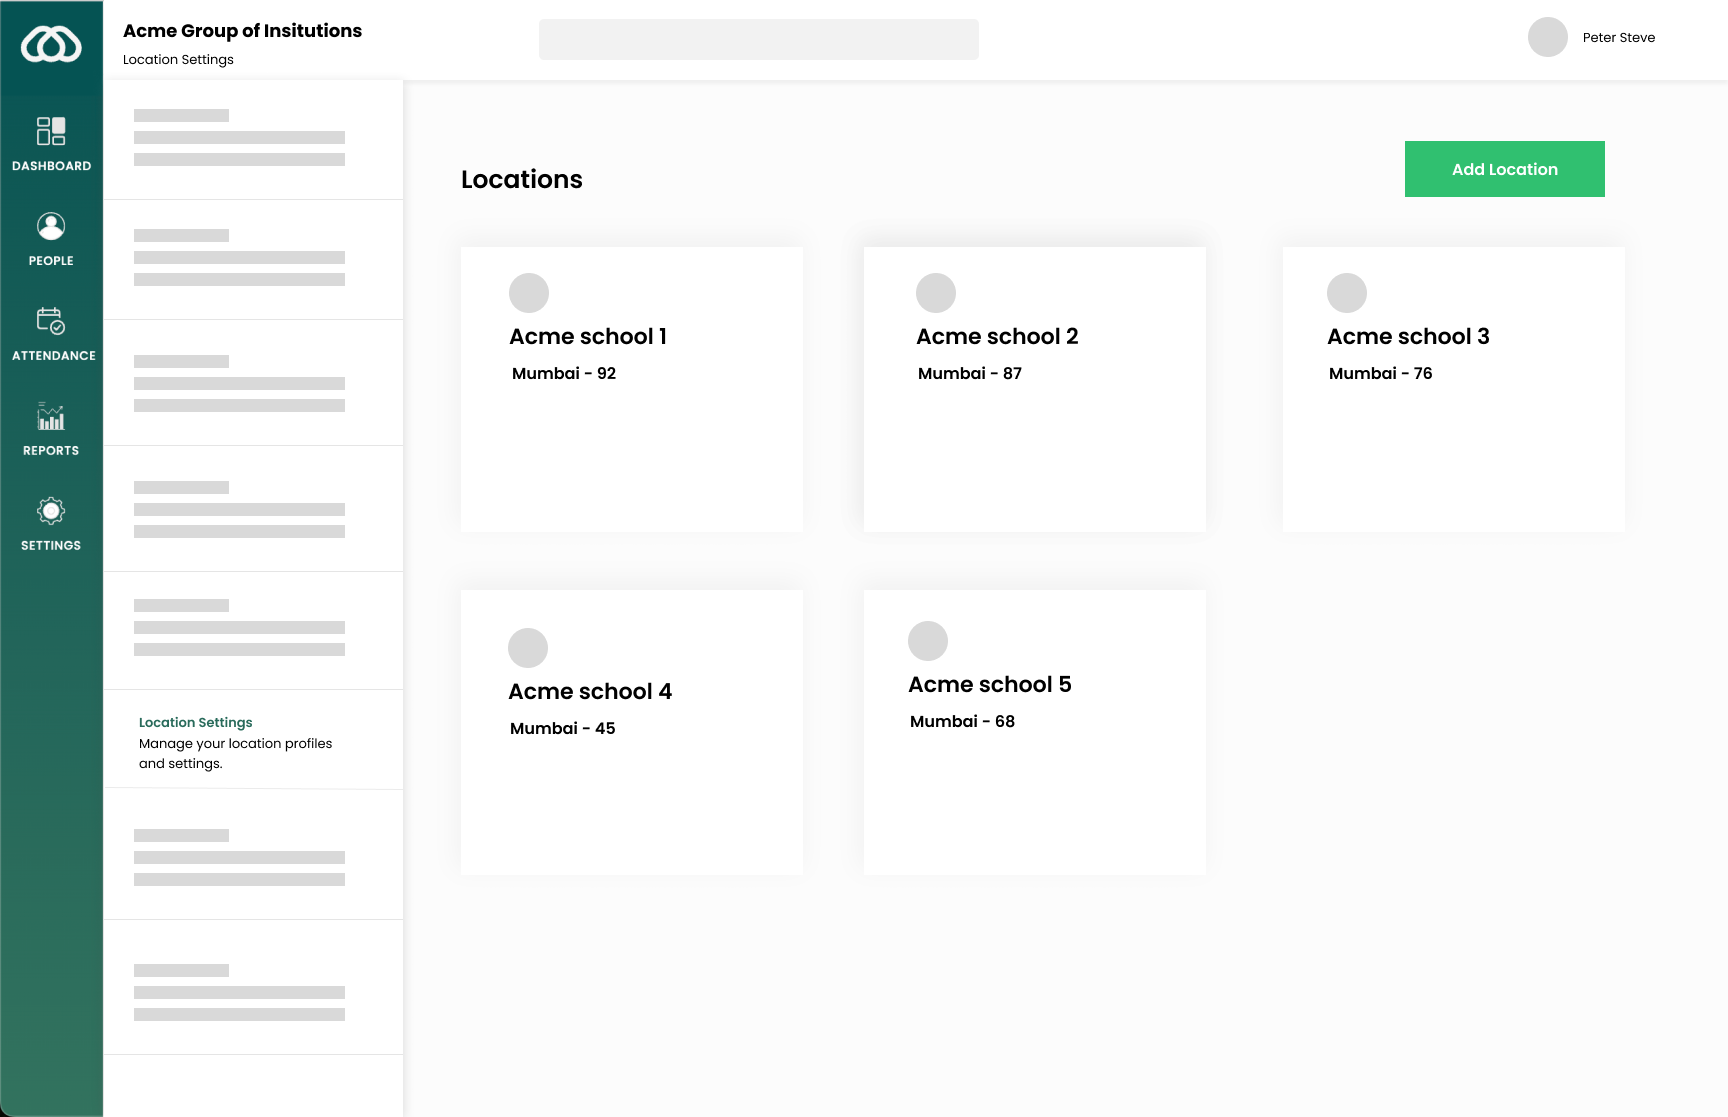 Acme Group of Insitutions
Location Settings
Peter Steve
DASHBOARD
PEOPLE
ATTENDANCE
REPORTS
SETTINGS
Location Settings
Manage your location profiles
and settings.
Locations
Add Location
Acme school 1
Mumbai - 92
Acme school 2
Mumbai - 87
Acme school 3
Mumbai - 76
Acme school 4
Mumbai - 45
Acme school 5
Mumbai - 68